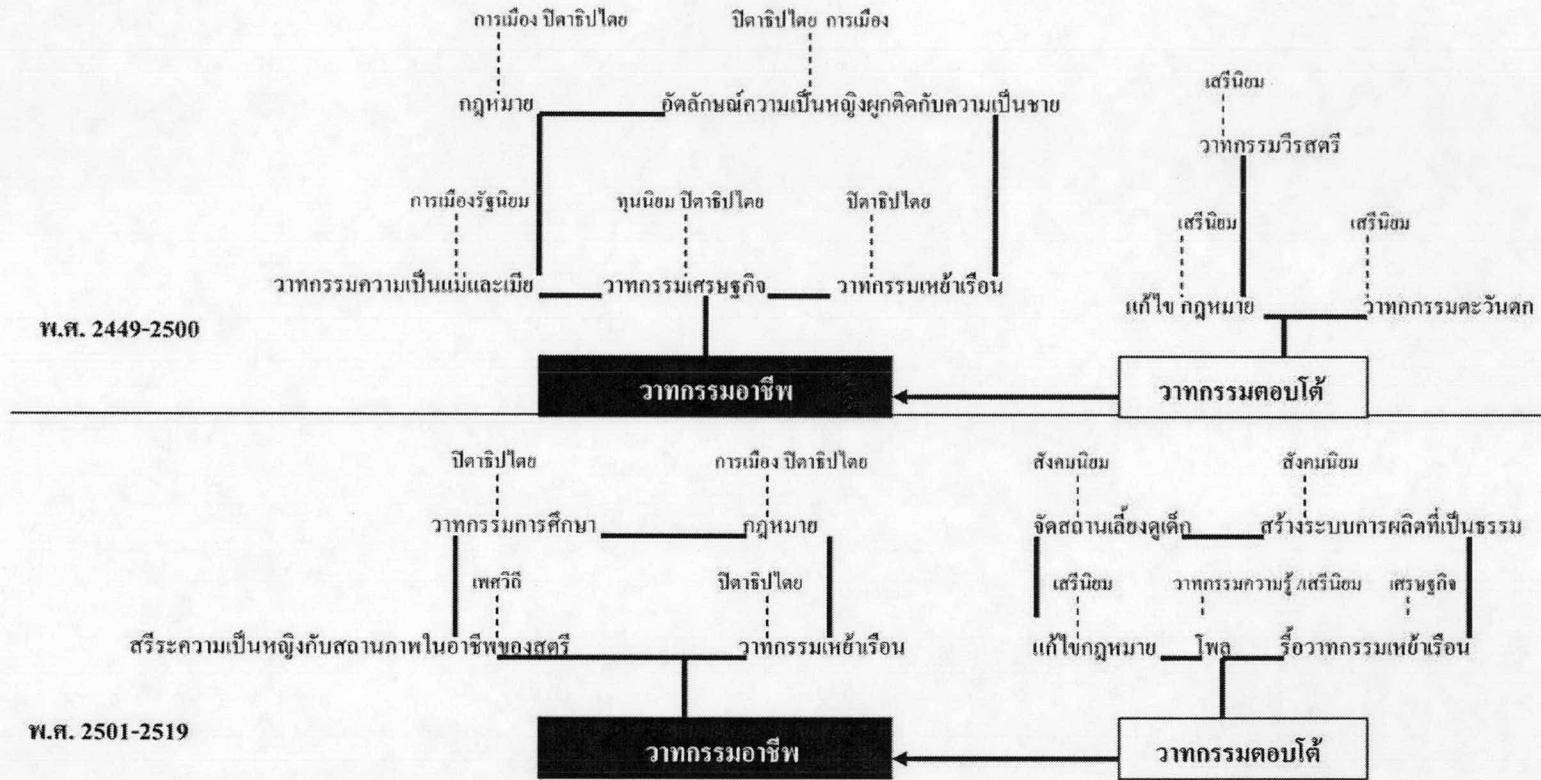 การเมือง ปิตาธิปไตย
ปิตาธิปไตย การเมือง
เสรีนิยม
กฎหมาย
อัตลักษณ์ความเป็นหญิงผูกติดกับความเป็นชาย
วาทกรรมวีรสตรี
การเมืองรัฐนิยม
ทุนนิยม ปิตาธิปไตย
ปิตาธิปไตย
เสรีนิยม
เสรีนิยม
วาทกรรมความเป็นแม่และเมีย
วาทกรรมเศรษฐกิจ
วาทกรรมเหย้าเรือน
แก้ไข กฎหมาย
วาทกกรรมตะวันตก
พ.ศ. 2449-2500
วาทกรรมอาชีพ
วาทกรรมตอบโต้
ปิตาธิปไตย
การเมือง ปิตาธิปไตย
สังคมนิยม
สังคมนิยม
วาทกรรมการศึกษา
กฎหมาย
จัดสถานเลี้ยงดูเด็ก
สร้างระบบการผลิตที่เป็นธรรม
เพศวิถี
ปิตาธิปไตย
เสรีนิยม
วาทกรรมความรู้ /เสรีนิยม
เศรษฐกิจ
สรีระความเป็นหญิงกับสถานภาพในอาชีพของสตรี
วาทกรรมเหย้าเรือน
แก้ไขกฎหมาย
โพล
รื้อวาทกรรมเหย้าเรือน
พ.ศ. 2501-2519
วาทกรรมอาชีพ
วาทกรรมตอบโต้